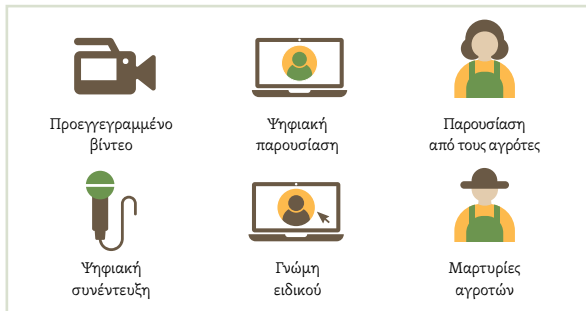 Προεγγεγραμμένο
βίντεο
Ψηφιακή
παρουσίαση
Παρουσίαση
από τους αγρότες
Ψηφιακή
συνέντευξη
Γνώμη
ειδικού
Μαρτυρίες
αγροτών